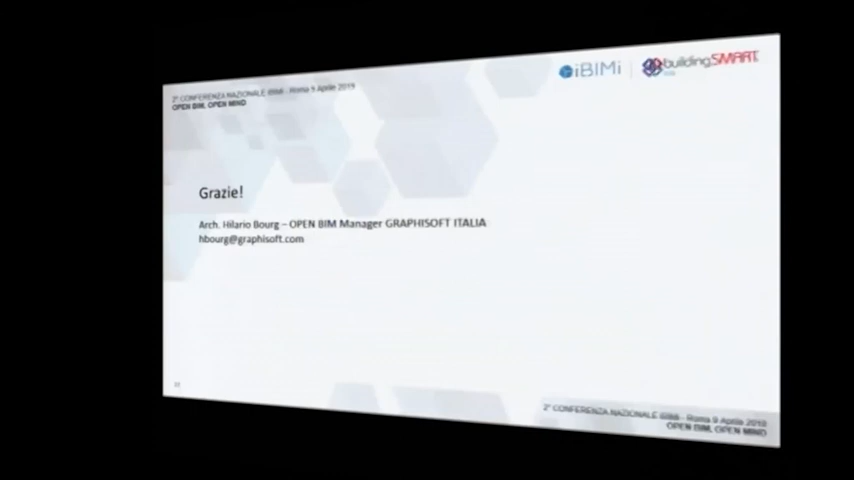 2° CONFERENZA NAZIONALE IBIMI - Roma 9 Aprile 2019
OPEN BIM, OPEN MIND
iBIMi
buildingSMART
Grazie!
Arch. Hilario Bourg – OPEN BIM Manager GRAPHISOFT ITALIA
hbourg@graphisoft.com
2° CONFERENZA NAZIONALE IBIMI - Roma 9 Aprile 2019
OPEN BIM, OPEN MIND